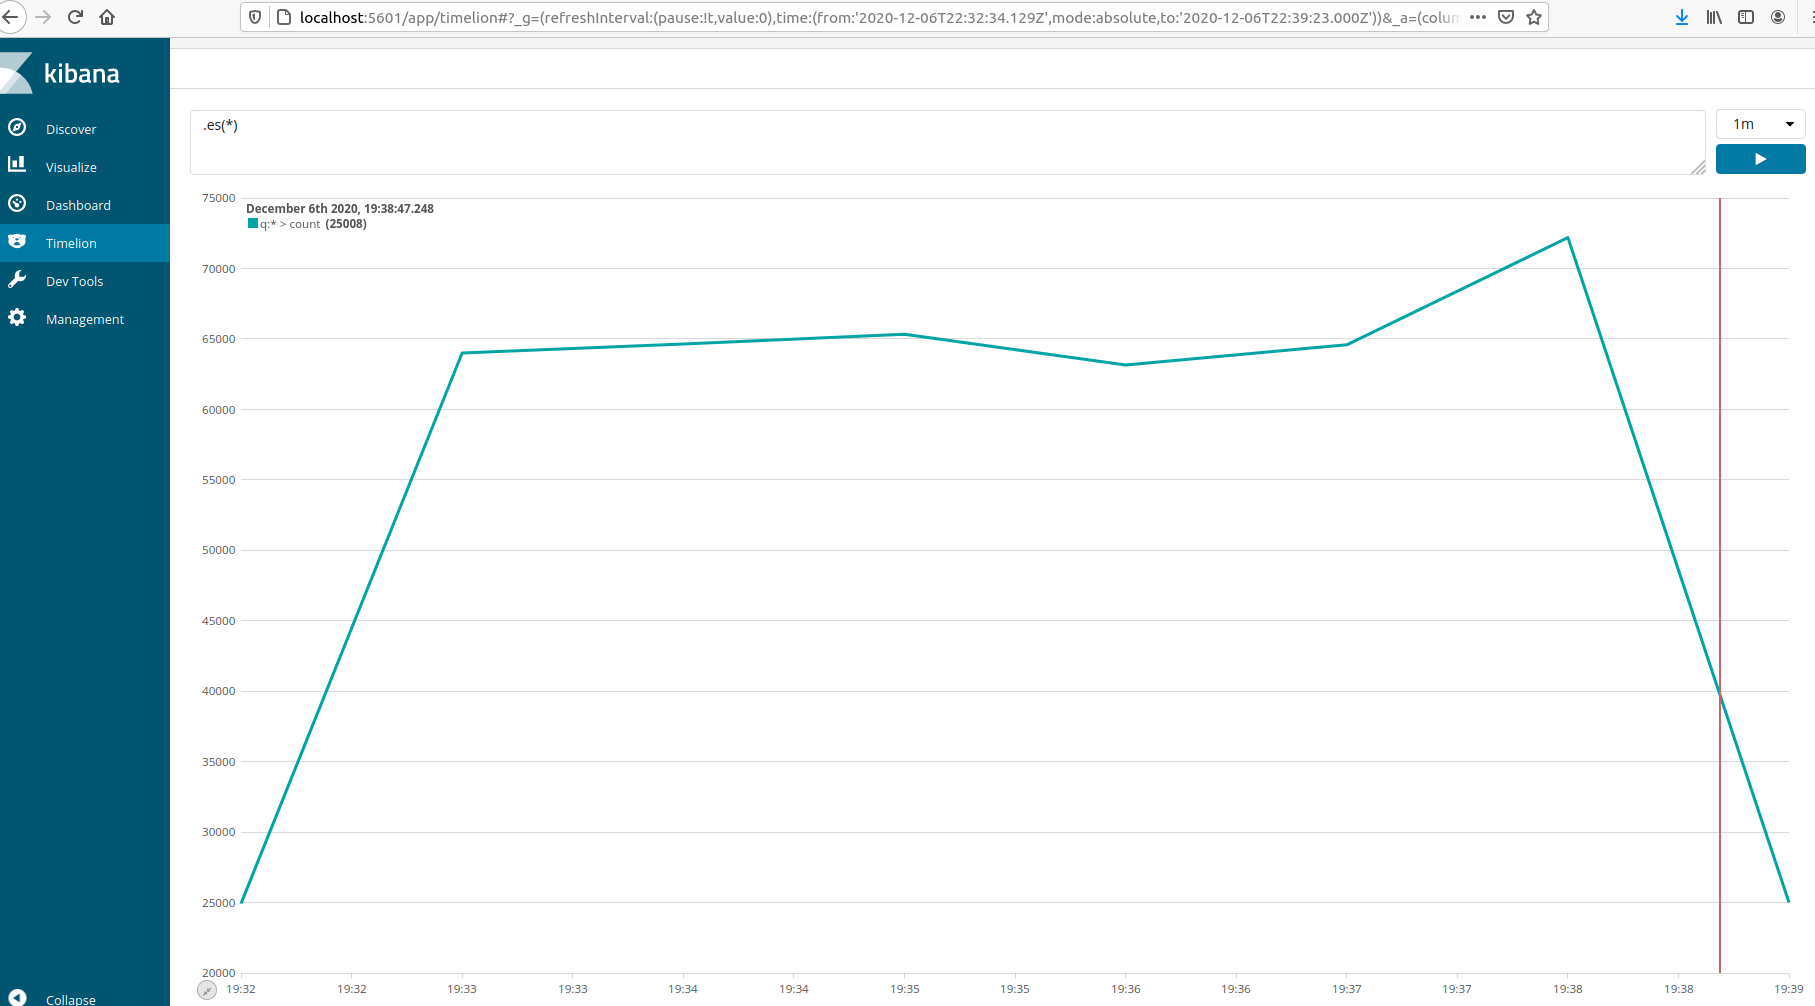 localhost:5601/app/timelion#?_g=(refreshInterval:(pause:!t,value:0),time:(from:'2020-12-06T22:32:34.129Z',mode:absolute,to:'2020-12-06T22:39:23.000Z'))&_a=(colum
kibana
Discover
Visualize
Dashboard
Timelion
Dev Tools
Management
Collapse
.es(*)
1m
December 6th 2020, 19:38:47.248
q:* > count (25008)
75000
70000
65000
60000
55000
50000
45000
40000
35000
30000
25000
20000
19:32 19:32 19:33 19:33 19:34 19:34 19:35 19:35 19:36 19:36 19:37 19:37 19:38 19:38 19:39